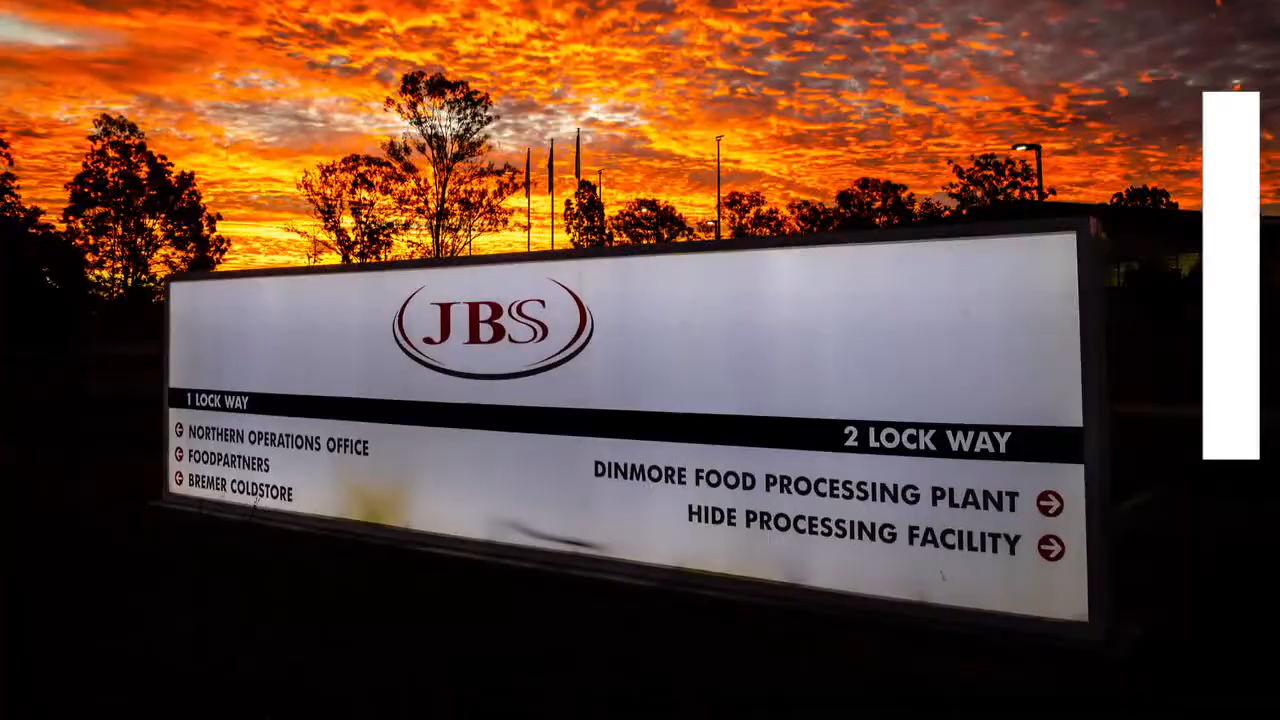 JBS
1 LOCK WAY
NORTHERN OPERATIONS OFFICE
FOODPARTNERS
BREMER COLDSTORE
2 LOCK WAY
DINMORE FOOD PROCESSING PLANT
HIDE PROCESSING FACILITY